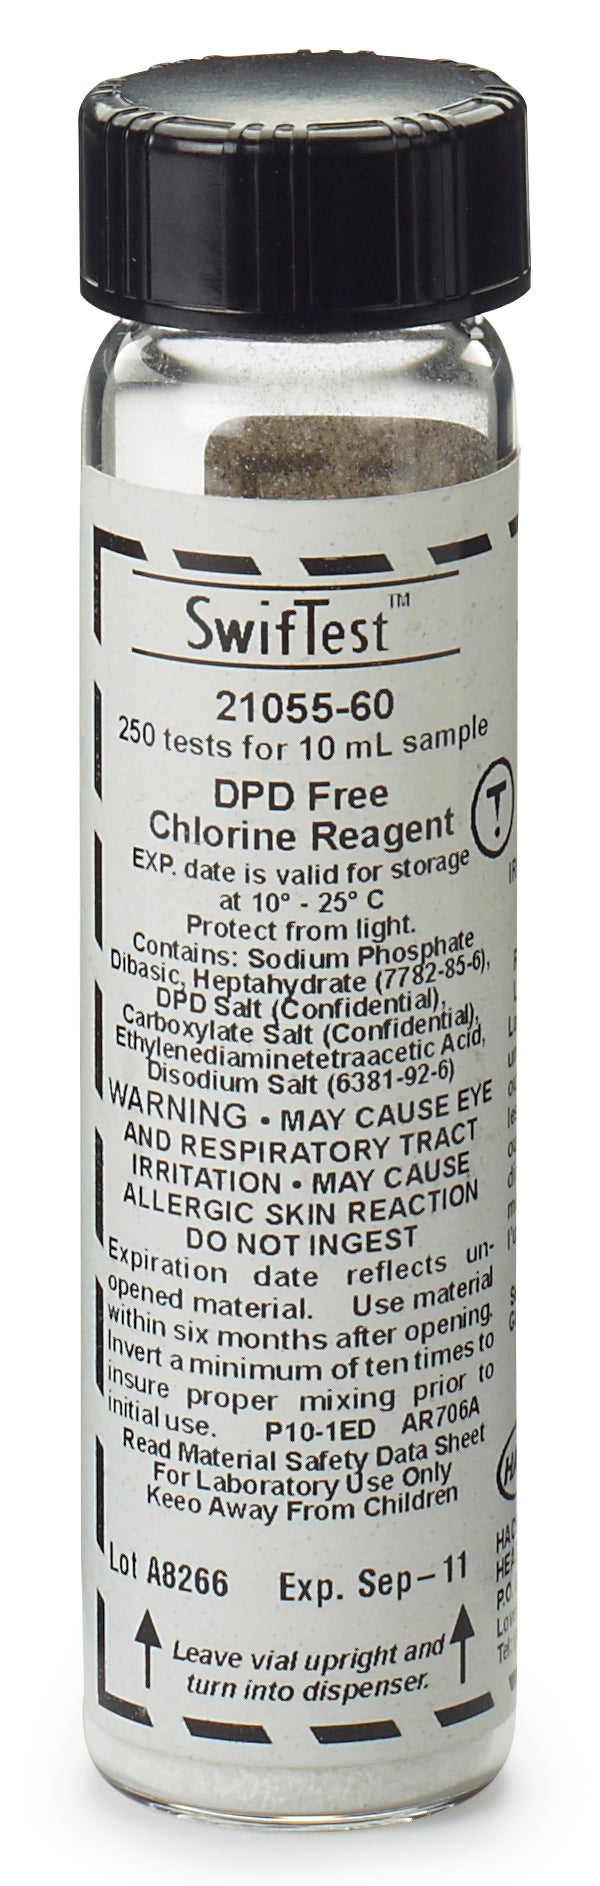 SwifTest™
21055-60
250 tests for 10 mL sample
DPD Free
Chlorine Reagent
EXP. date is valid for storage
at 10° - 25° C
Protect from light.
Contains: Sodium Phosphate
Dibasic, Heptahydrate (7782-85-6),
DPD Salt (Confidential),
Carboxylate Salt (Confidential),
Ethylenediaminetetraacetic Acid,
Disodium Salt (6381-92-6)
WARNING • MAY CAUSE EYE
AND RESPIRATORY TRACT
IRRITATION • MAY CAUSE
ALLERGIC SKIN REACTION
DO NOT INGEST
Expiration date reflects un-
opened material. Use material
within six months after opening.
Invert a minimum of ten times to
insure proper mixing prior to
initial use. P10-1ED AR706A
Read Material Safety Data Sheet
For Laboratory Use Only
Keeo Away From Children
Lot A8266 Exp. Sep-11
Leave vial upright and
turn into dispenser.